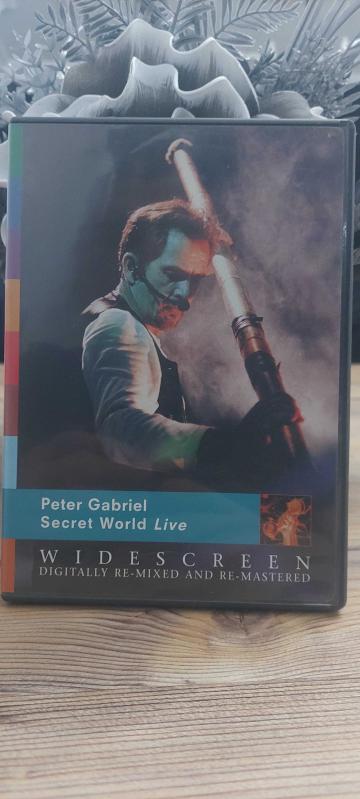 Peter Gabriel
Secret World Live
WIDESCREEN
DIGITALLY RE-MIXED AND RE-MASTERED